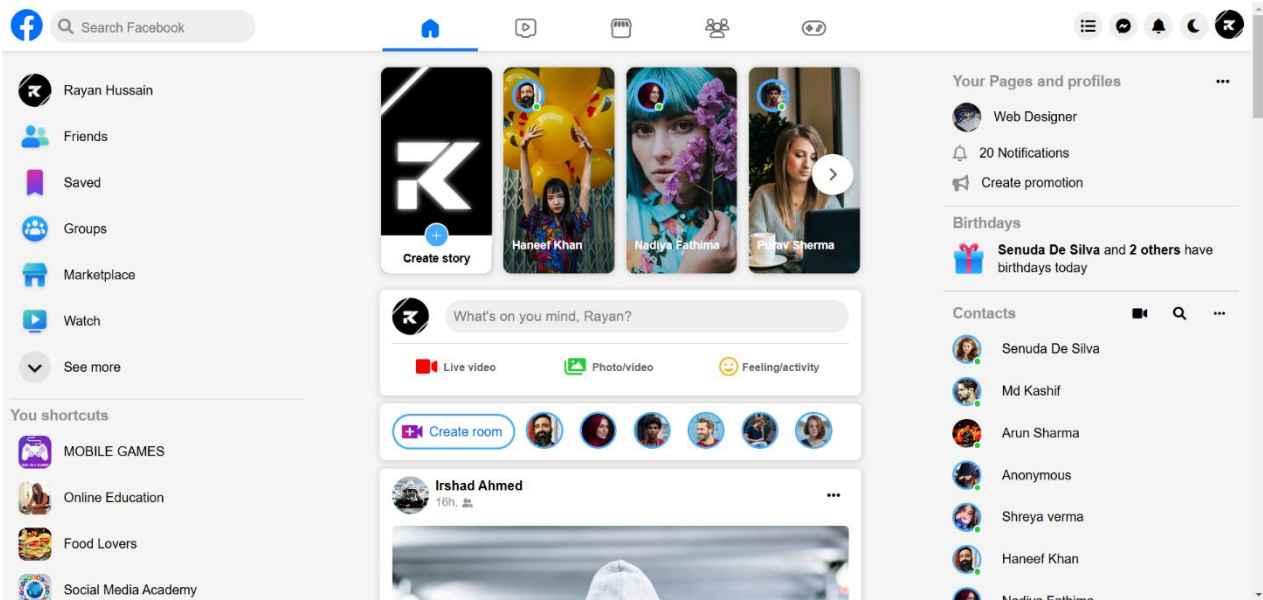 Search Facebook
Rayan Hussain
Friends
Saved
Groups
Marketplace
Watch
See more
You shortcuts
MOBILE GAMES
Online Education
Food Lovers
Social Media Academy
Create story
Haneef Khan
Nadiya Fathima
Purav Sherma
What's on you mind, Rayan?
Live video
Photo/video
Feeling/activity
Create room
Irshad Ahmed
16h.
Your Pages and profiles
Web Designer
20 Notifications
Create promotion
Birthdays
Senuda De Silva and 2 others have
birthdays today
Contacts
Senuda De Silva
Md Kashif
Arun Sharma
Anonymous
Shreya verma
Haneef Khan
Nadiya Fathima